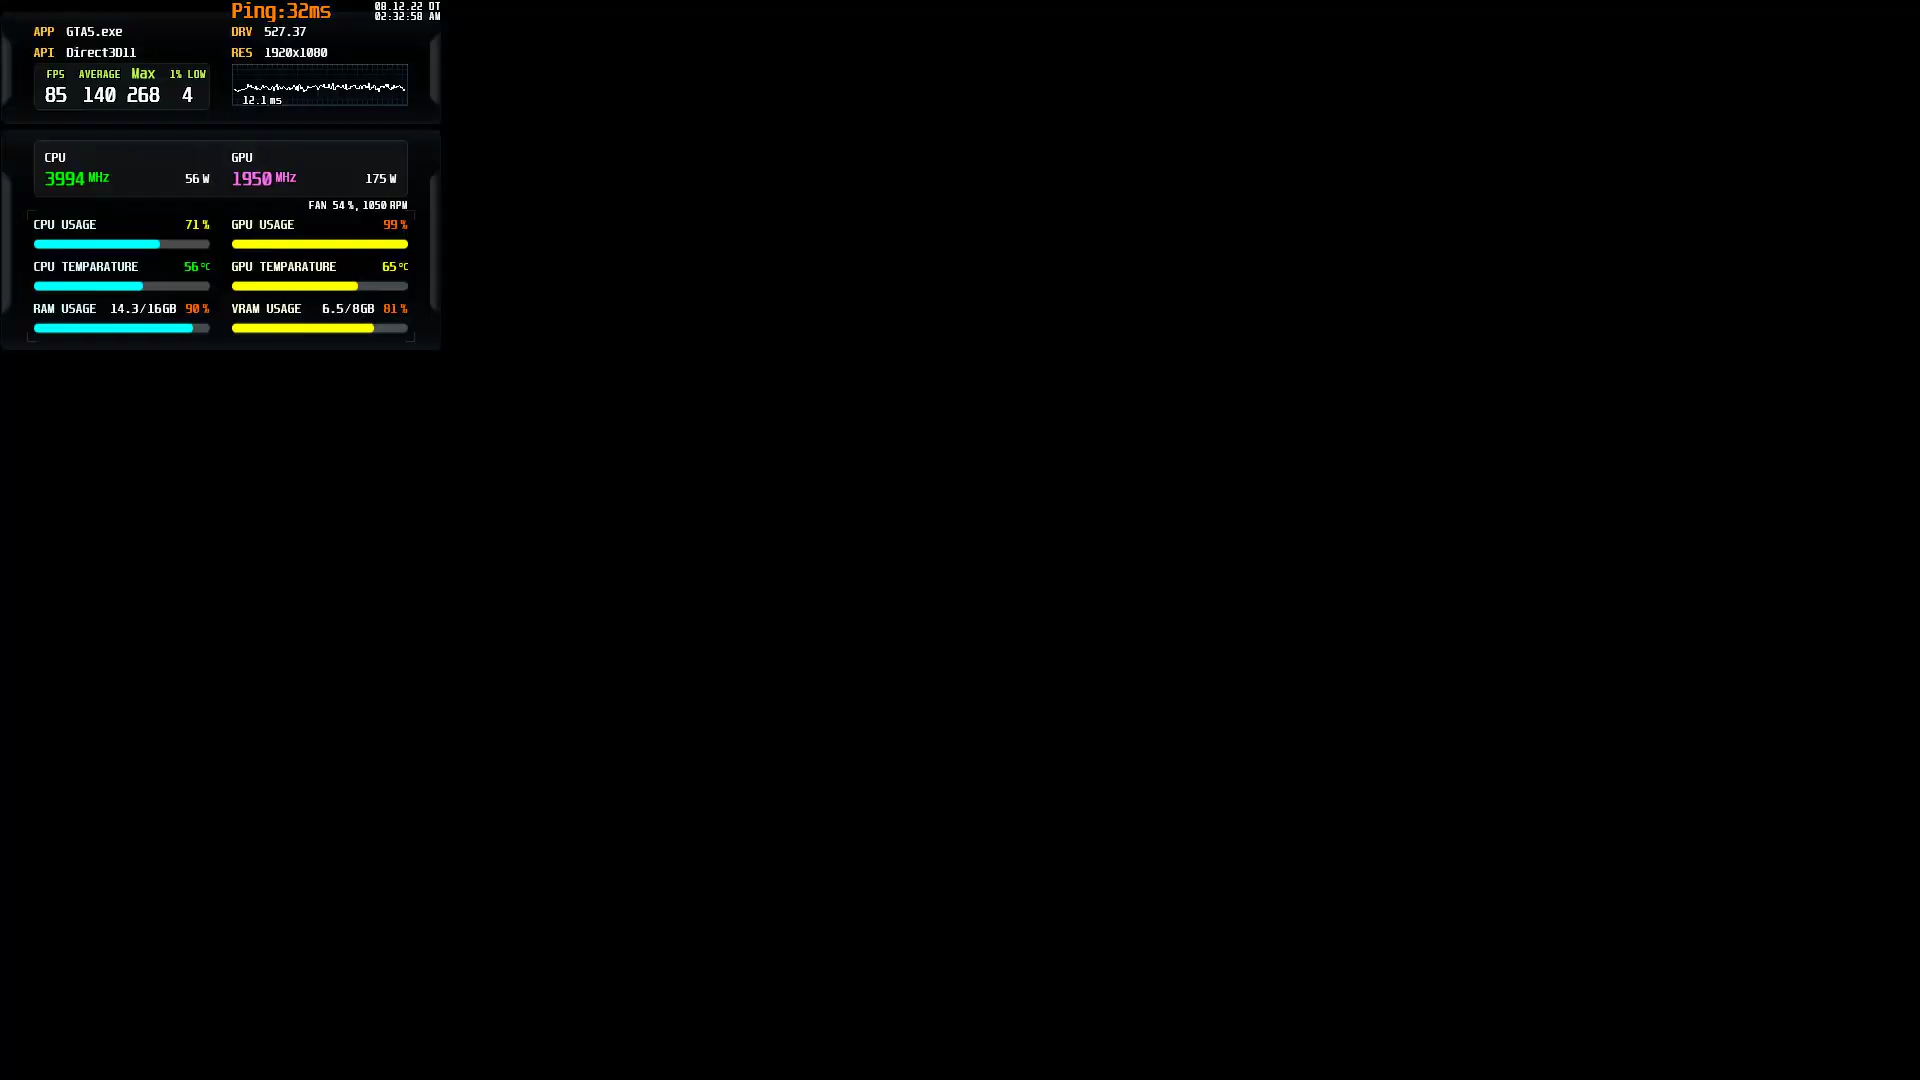 Ping:32ms
08.12.22 DT
02:32:58 AM
APP GTA5.exe
DRV 527.37
API Direct3D11
RES 1920x1080
FPS AVERAGE Max 1% LOW
85 140 268 4
12.1 ms
CPU
GPU
3994 MHz 56 W
1950 MHz 175 W
FAN 54 %, 1050 RPM
CPU USAGE 71 %
GPU USAGE 99 %
CPU TEMPARATURE 56 °C
GPU TEMPARATURE 65 °C
RAM USAGE 14.3/16GB 90 %
VRAM USAGE 6.5/8GB 81 %